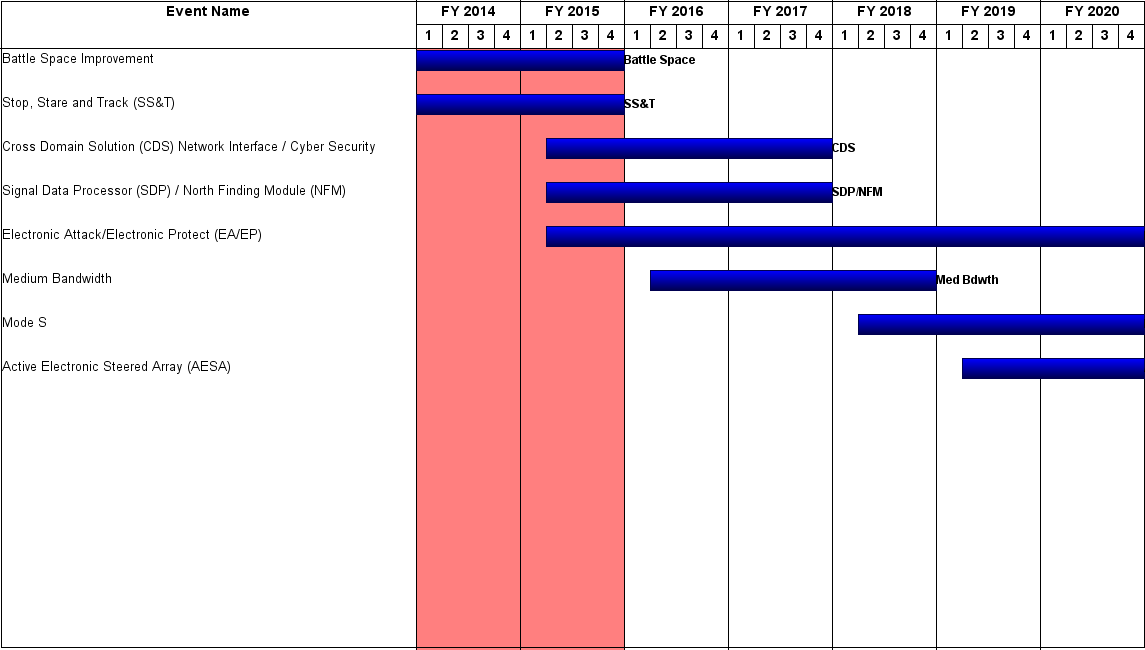 Event Name FY 2014 FY 2015 FY 2016 FY 2017 FY 2018 FY 2019 FY 2020
1 2 3 4 1 2 3 4 1 2 3 4 1 2 3 4 1 2 3 4 1 2 3 4 1 2 3 4
Battle Space Improvement Battle Space
Stop, Stare and Track (SS&T) SS&T
Cross Domain Solution (CDS) Network Interface / Cyber Security CDS
Signal Data Processor (SDP) / North Finding Module (NFM) SDP/NFM
Electronic Attack/Electronic Protect (EA/EP)
Medium Bandwidth Med Bdwth
Mode S
Active Electronic Steered Array (AESA)